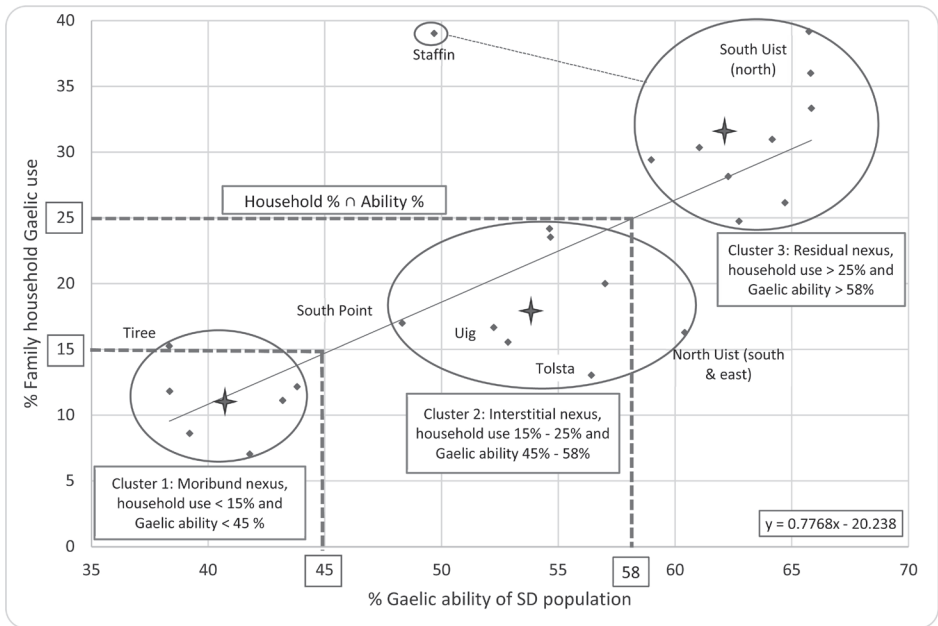 40
35
30
25
20
15
10
5
0
% Family household Gaelic use
Staffin
South Uist
(north)
Household % ∩ Ability %
Cluster 3: Residual nexus,
household use > 25% and
Gaelic ability > 58%
South Point
Tiree
Uig
Tolsta
North Uist (south
& east)
Cluster 2: Interstitial nexus,
household use 15% - 25% and
Gaelic ability 45% - 58%
Cluster 1: Moribund nexus,
household use < 15% and
Gaelic ability < 45 %
y = 0.7768x - 20.238
35 40 45 50 55 58 60 65 70
% Gaelic ability of SD population